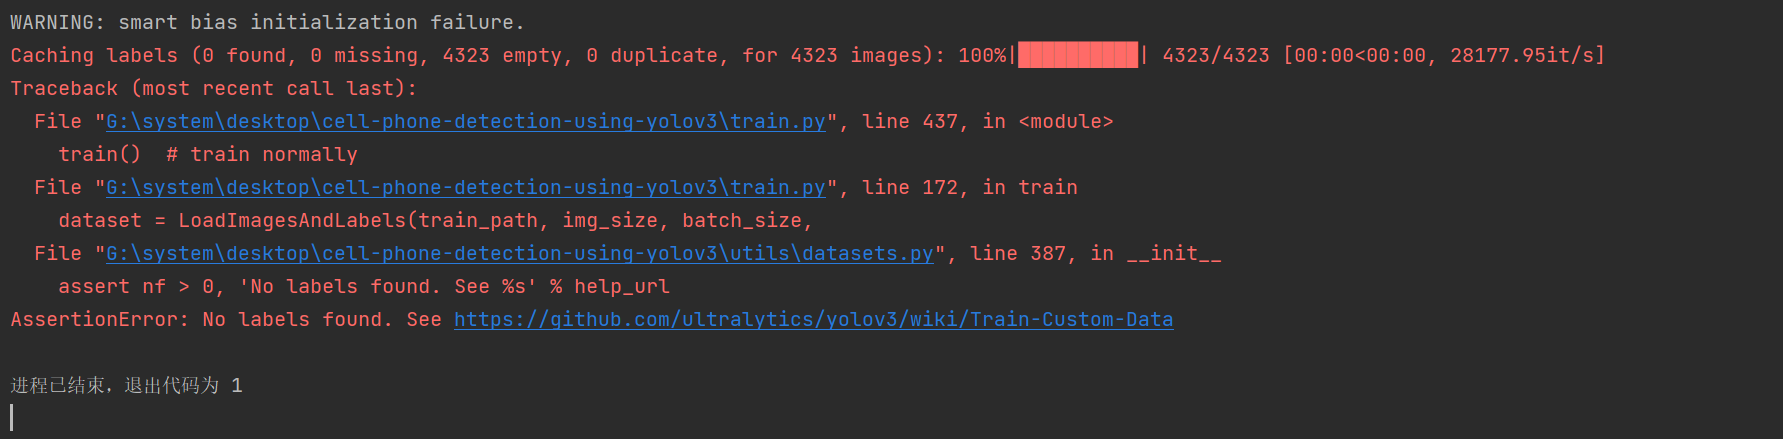 WARNING: smart bias initialization failure.
Caching labels (0 found, 0 missing, 4323 empty, 0 duplicate, for 4323 images): 100%|██████████| 4323/4323 [00:00<00:00, 28177.95it/s]
Traceback (most recent call last):
  File "G:\system\desktop\cell-phone-detection-using-yolov3\train.py", line 437, in <module>
    train()  # train normally
  File "G:\system\desktop\cell-phone-detection-using-yolov3\train.py", line 172, in train
    dataset = LoadImagesAndLabels(train_path, img_size, batch_size,
  File "G:\system\desktop\cell-phone-detection-using-yolov3\utils\datasets.py", line 387, in __init__
    assert nf > 0, 'No labels found. See %s' % help_url
AssertionError: No labels found. See https://github.com/ultralytics/yolov3/wiki/Train-Custom-Data
进程已结束，退出代码为 1